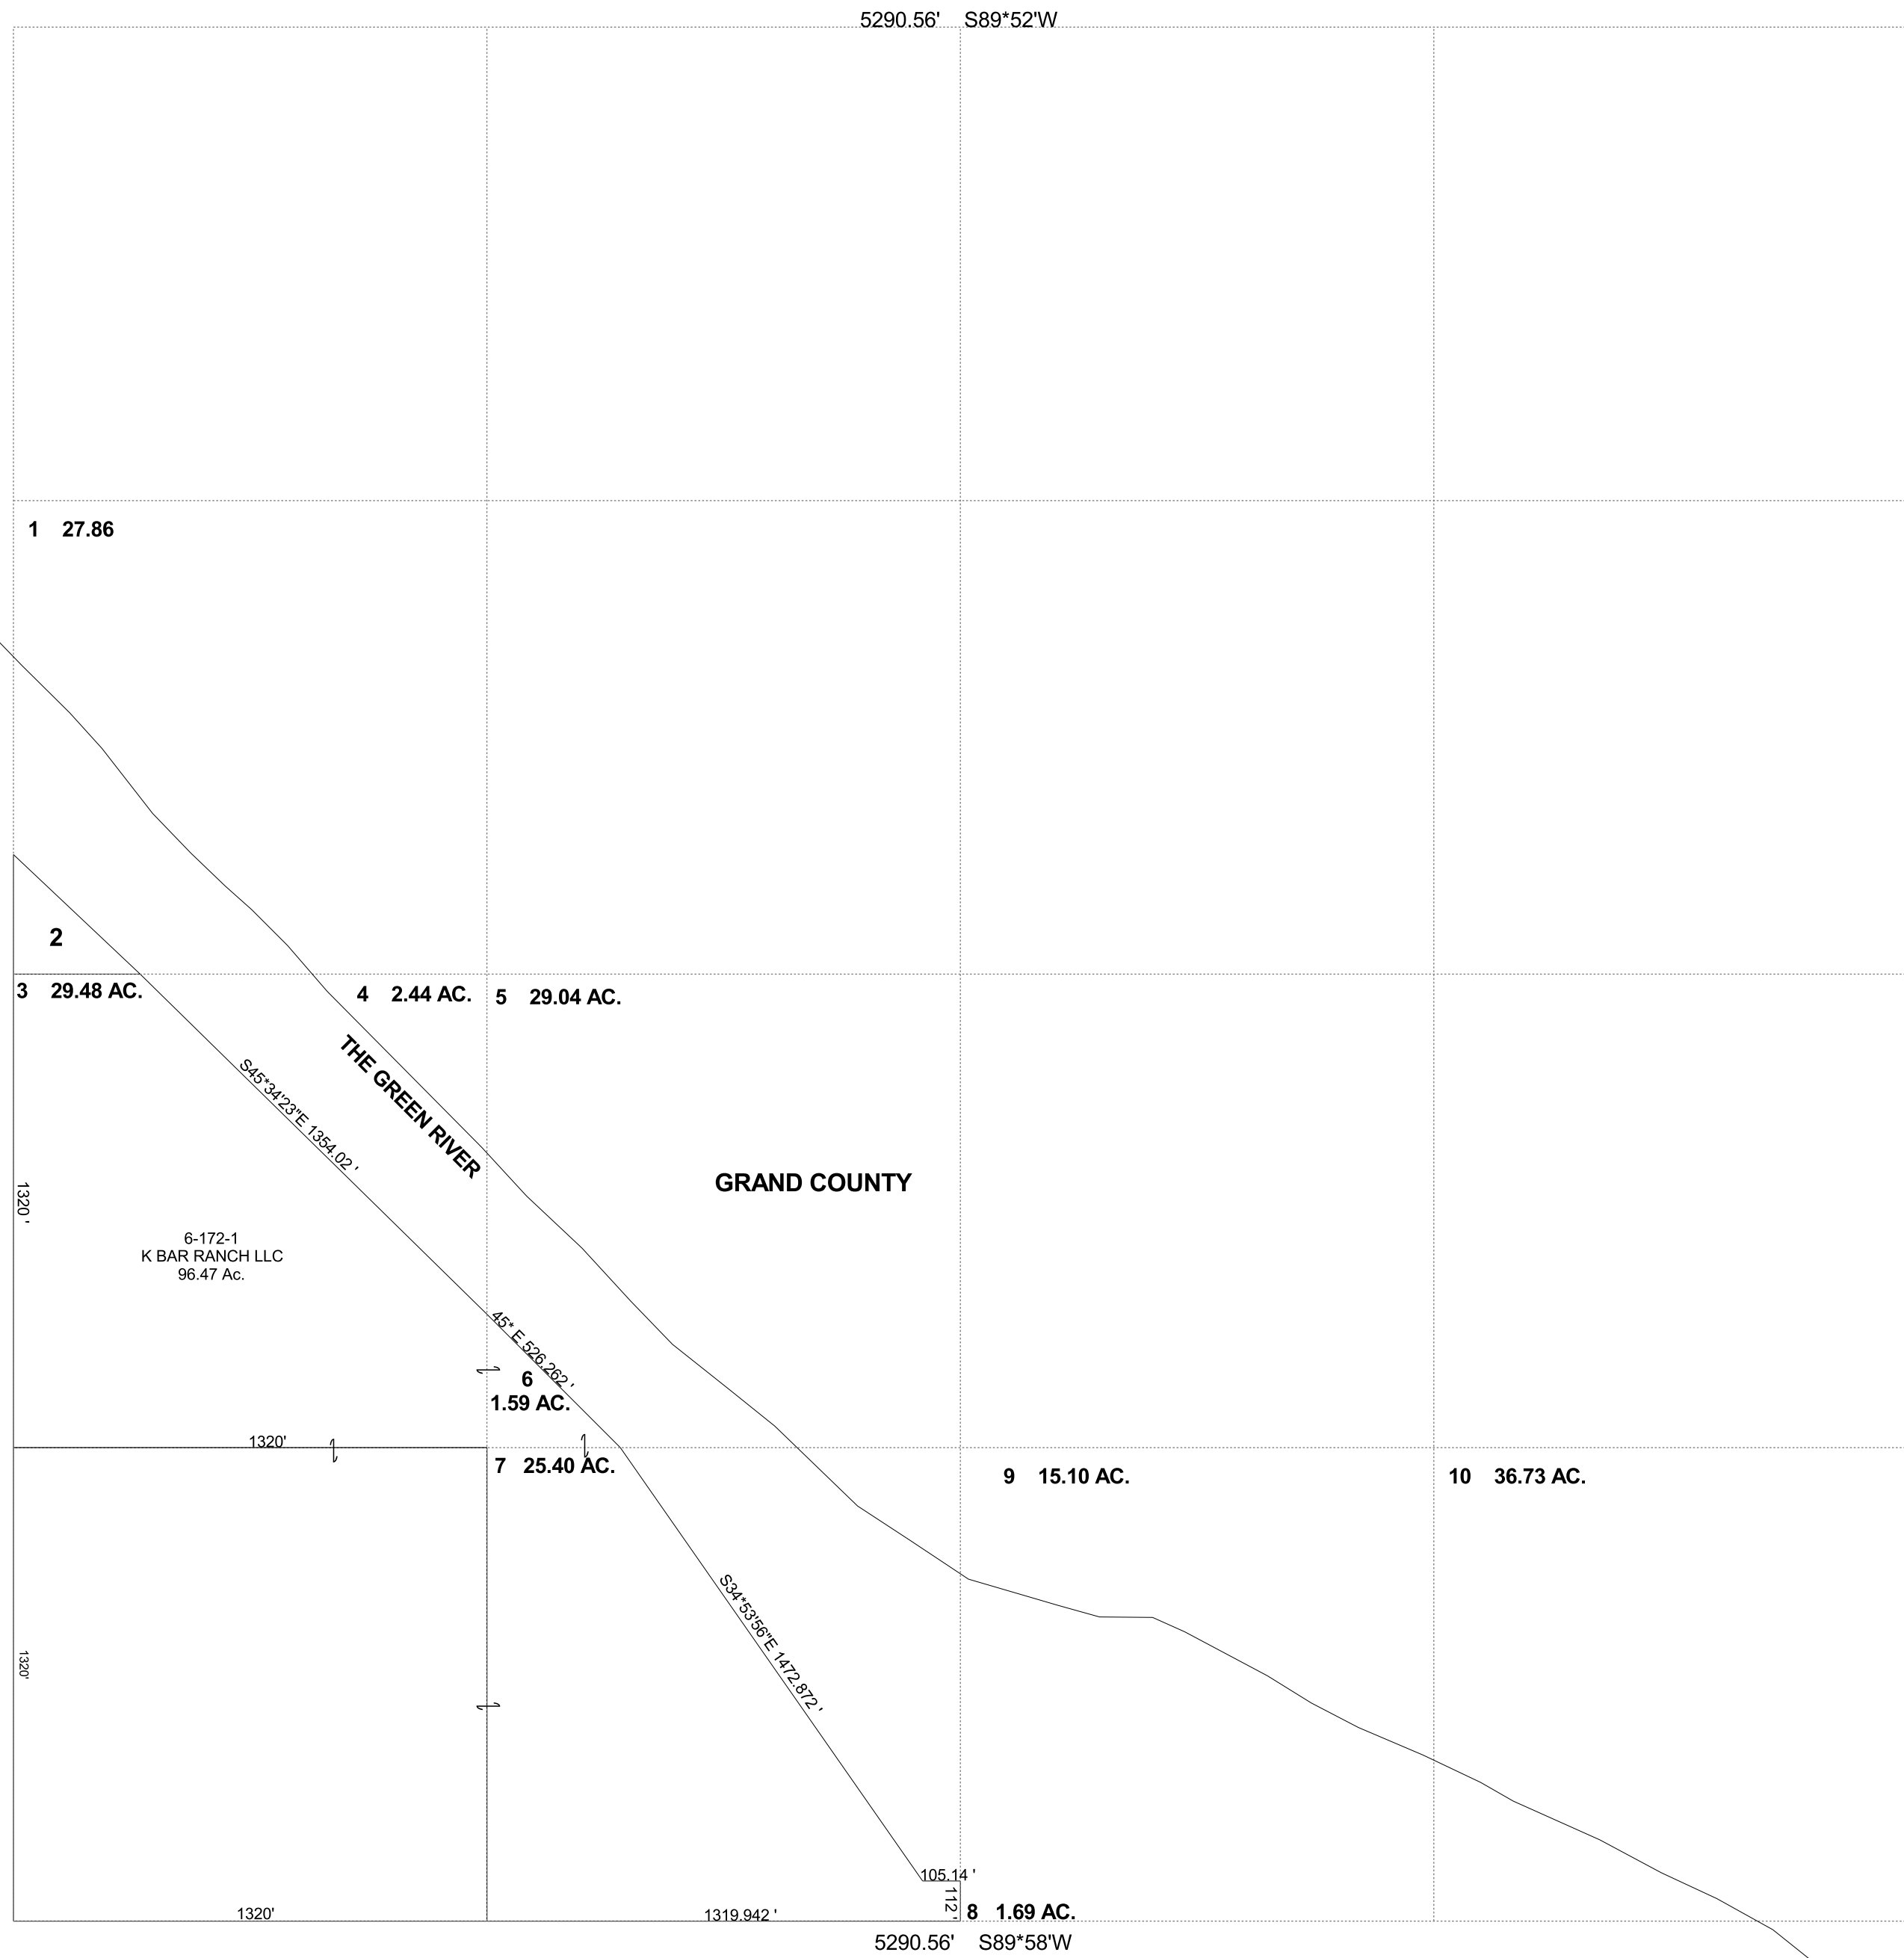 5290.56' S89*52'W
1 27.86
2
3 29.48 AC.
4 2.44 AC.
5 29.04 AC.
THE GREEN RIVER
S45*34'23"E 1354.02 '
GRAND COUNTY
1320 '
6-172-1
K BAR RANCH LLC
96.47 Ac.
45* E 526.262 '
6
1.59 AC.
1320'
7 25.40 AC.
9 15.10 AC.
10 36.73 AC.
S34*53'56"E 1472.872 '
1320'
105.14 '
112 '
8 1.69 AC.
1320'
1319.942 '
5290.56' S89*58'W